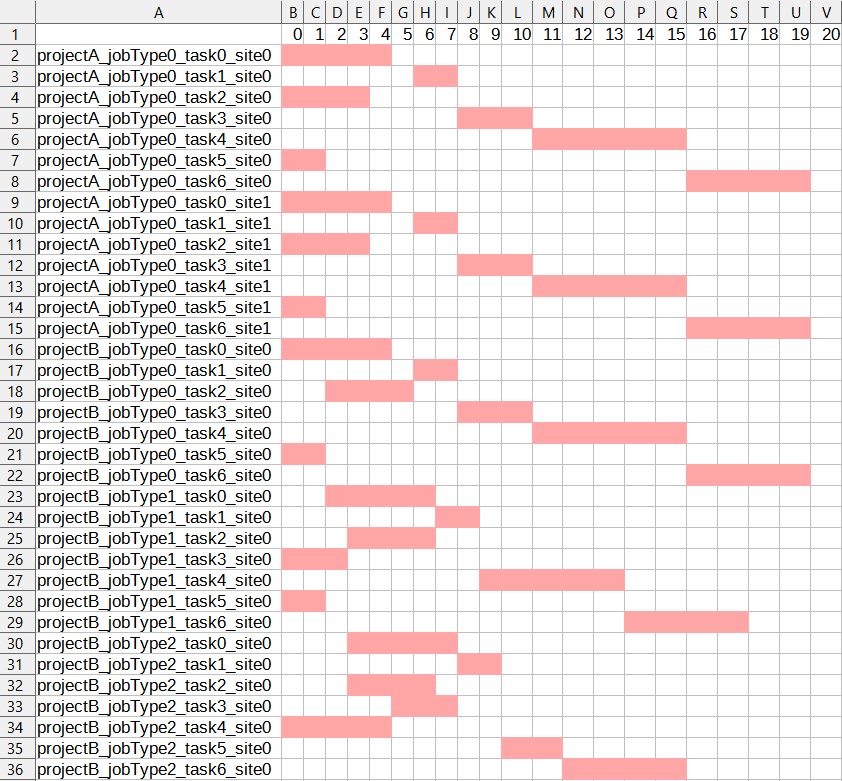 A B C D E F G H I J K L M N O P Q R S T U V
1 0 1 2 3 4 5 6 7 8 9 10 11 12 13 14 15 16 17 18 19 20
2 projectA_jobType0_task0_site0
3 projectA_jobType0_task1_site0
4 projectA_jobType0_task2_site0
5 projectA_jobType0_task3_site0
6 projectA_jobType0_task4_site0
7 projectA_jobType0_task5_site0
8 projectA_jobType0_task6_site0
9 projectA_jobType0_task0_site1
10 projectA_jobType0_task1_site1
11 projectA_jobType0_task2_site1
12 projectA_jobType0_task3_site1
13 projectA_jobType0_task4_site1
14 projectA_jobType0_task5_site1
15 projectA_jobType0_task6_site1
16 projectB_jobType0_task0_site0
17 projectB_jobType0_task1_site0
18 projectB_jobType0_task2_site0
19 projectB_jobType0_task3_site0
20 projectB_jobType0_task4_site0
21 projectB_jobType0_task5_site0
22 projectB_jobType0_task6_site0
23 projectB_jobType1_task0_site0
24 projectB_jobType1_task1_site0
25 projectB_jobType1_task2_site0
26 projectB_jobType1_task3_site0
27 projectB_jobType1_task4_site0
28 projectB_jobType1_task5_site0
29 projectB_jobType1_task6_site0
30 projectB_jobType2_task0_site0
31 projectB_jobType2_task1_site0
32 projectB_jobType2_task2_site0
33 projectB_jobType2_task3_site0
34 projectB_jobType2_task4_site0
35 projectB_jobType2_task5_site0
36 projectB_jobType2_task6_site0